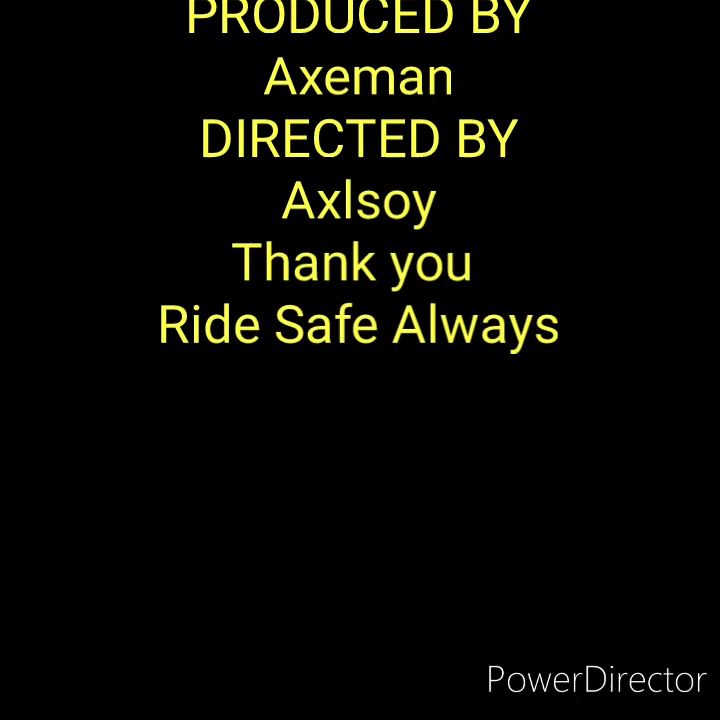 PRODUCED BY
Axeman
DIRECTED BY
Axlsoy
Thank you
Ride Safe Always
PowerDirector